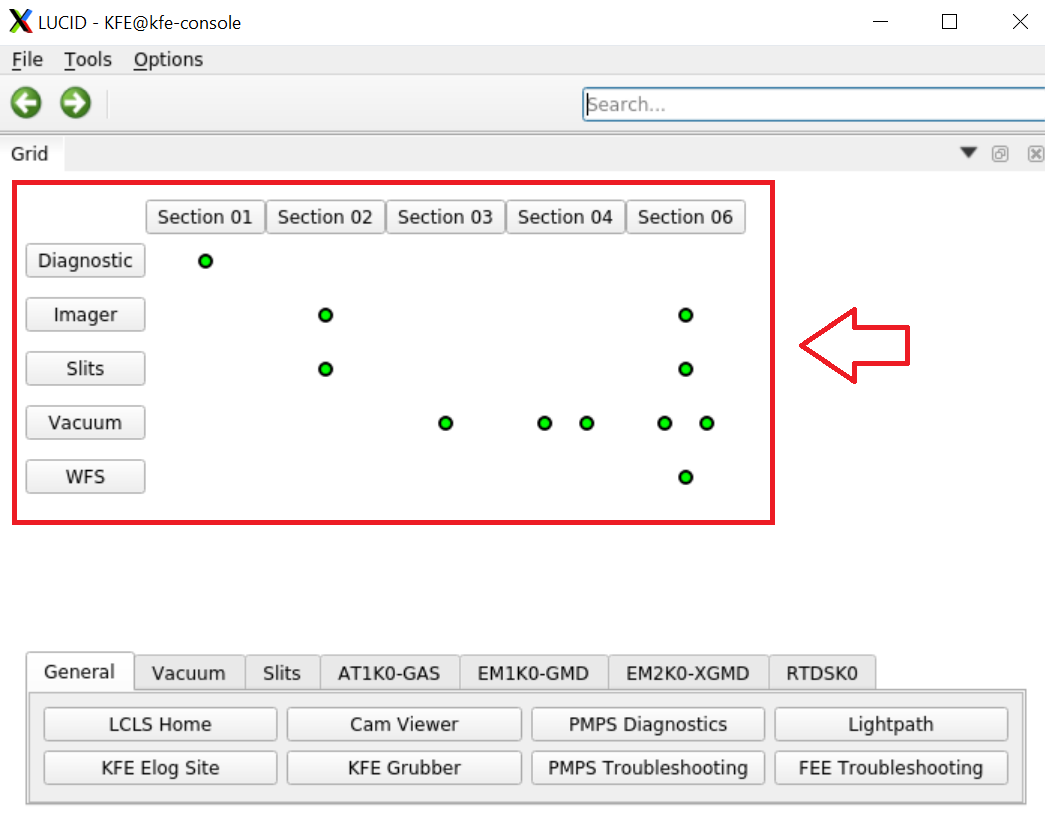 LUCID - KFE@kfe-console
File Tools Options
Search...
Grid
Section 01 Section 02 Section 03 Section 04 Section 06
Diagnostic
Imager
Slits
Vacuum
WFS
General Vacuum Slits AT1K0-GAS EM1K0-GMD EM2K0-XGMD RTDSK0
LCLS Home Cam Viewer PMPS Diagnostics Lightpath
KFE Elog Site KFE Grubber PMPS Troubleshooting FEE Troubleshooting